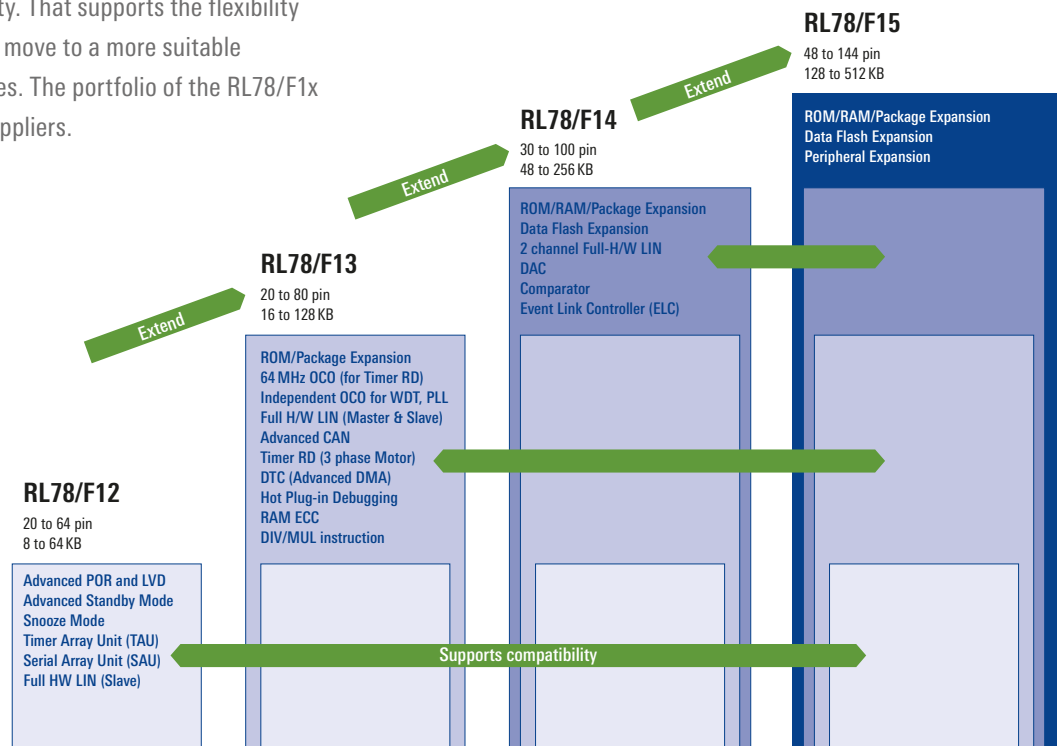 ty. That supports the flexibility
move to a more suitable
es. The portfolio of the RL78/F1x
ppliers.
RL78/F15
48 to 144 pin
128 to 512 KB
ROM/RAM/Package Expansion
Data Flash Expansion
Peripheral Expansion
Extend
RL78/F14
30 to 100 pin
48 to 256 KB
ROM/RAM/Package Expansion
Data Flash Expansion
2 channel Full-H/W LIN
DAC
Comparator
Event Link Controller (ELC)
Extend
RL78/F13
20 to 80 pin
16 to 128 KB
ROM/Package Expansion
64 MHz OCO (for Timer RD)
Independent OCO for WDT, PLL
Full H/W LIN (Master & Slave)
Advanced CAN
Timer RD (3 phase Motor)
DTC (Advanced DMA)
Hot Plug-in Debugging
RAM ECC
DIV/MUL instruction
Extend
RL78/F12
20 to 64 pin
8 to 64 KB
Advanced POR and LVD
Advanced Standby Mode
Snooze Mode
Timer Array Unit (TAU)
Serial Array Unit (SAU)
Full HW LIN (Slave)
Supports compatibility